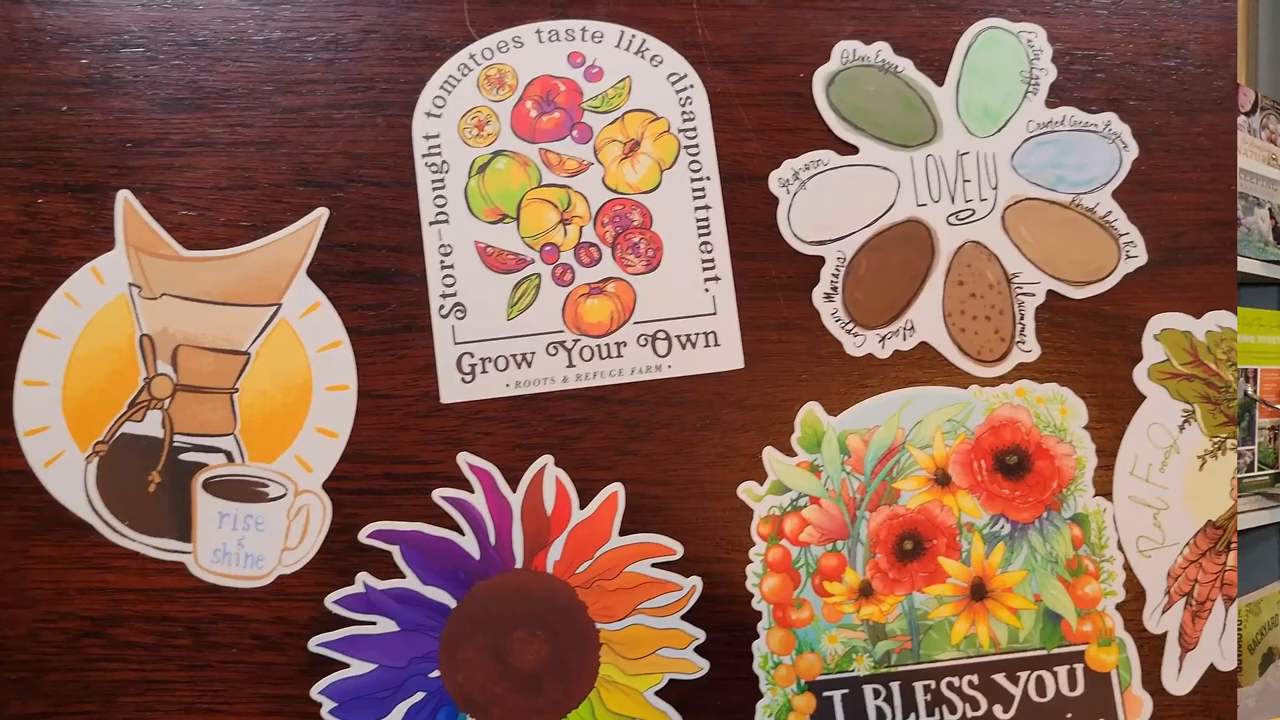 Store-bought tomatoes taste like disappointment.
Grow Your Own
• ROOTS & REFUGE FARM •
Olive Egger
Easter Egger
Crested Cream Legbar
Leghorn
LOVELY
Rhode Island Red
Black Copper Marans
Welsummer
rise
&
shine
Real Food
I BLESS YOU
BACKYARD